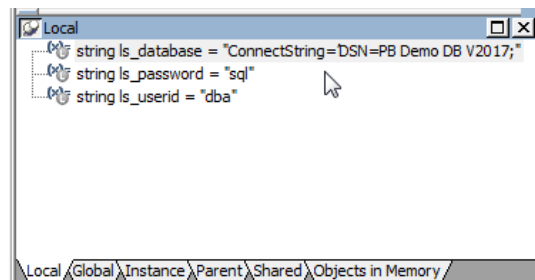 Local
string ls_database = "ConnectString='DSN=PB Demo DB V2017;"
string ls_password = "sql"
string ls_userid = "dba"
Local Global Instance Parent Shared Objects in Memory